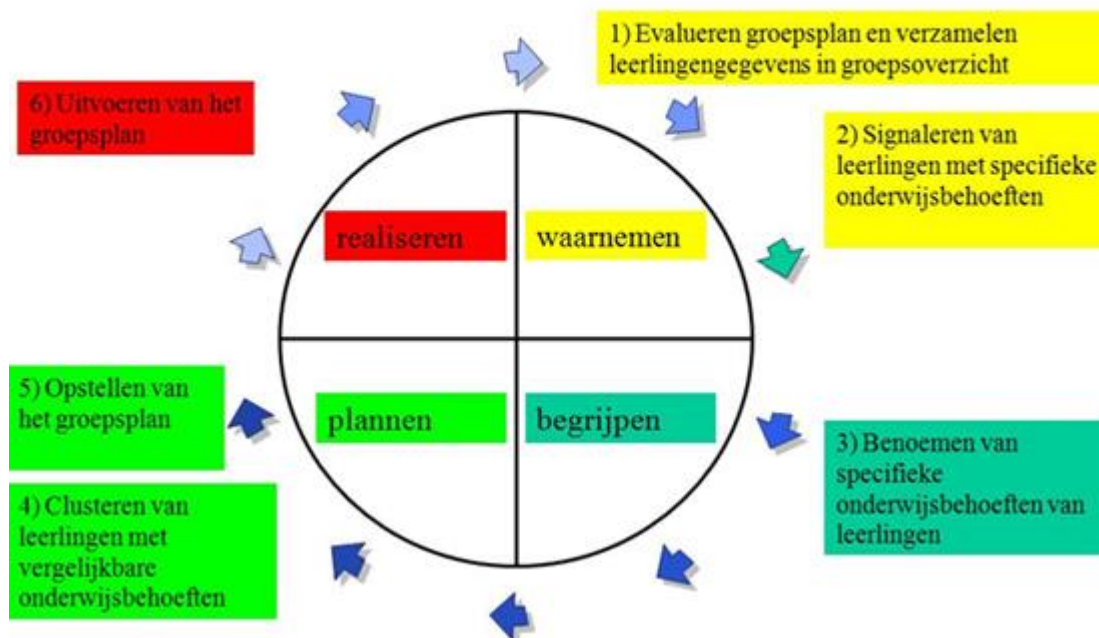 1) Evalueren groepsplan en verzamelen
leerlingengegevens in groepsoverzicht
2) Signaleren van
leerlingen met specifieke
onderwijsbehoeften
3) Benoemen van
specifieke
onderwijsbehoeften van
leerlingen
4) Clusteren van
leerlingen met
vergelijkbare
onderwijsbehoeften
5) Opstellen van
het groepsplan
6) Uitvoeren van het
groepsplan
realiseren
waarnemen
plannen
begrijpen